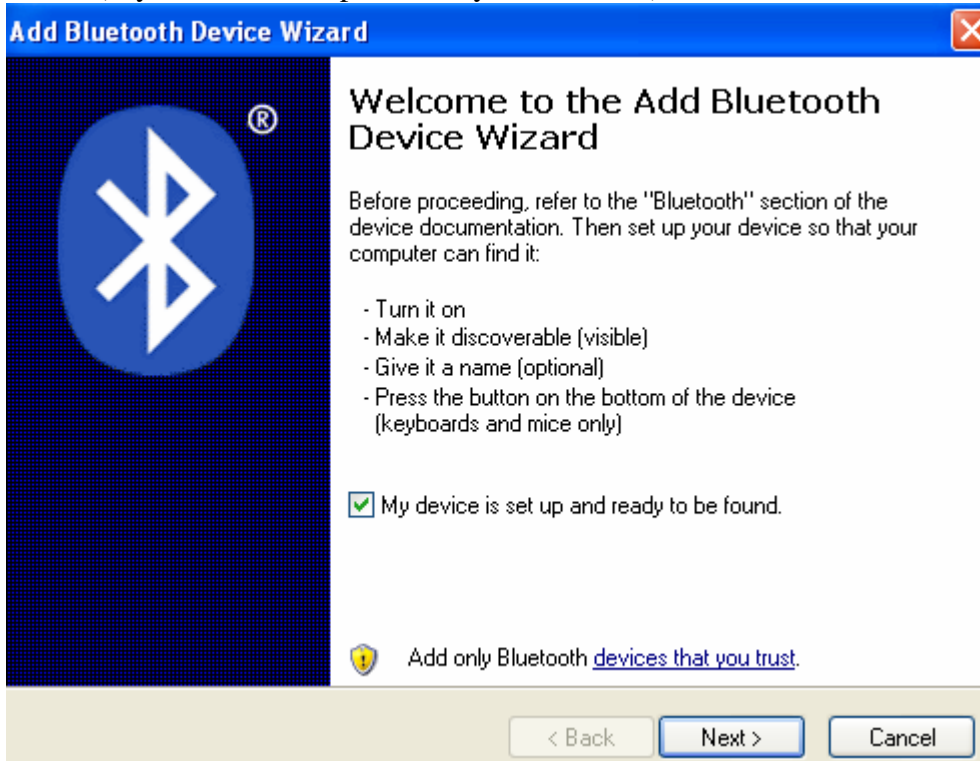 Add Bluetooth Device Wizard
®
Welcome to the Add Bluetooth
Device Wizard
Before proceeding, refer to the "Bluetooth" section of the
device documentation. Then set up your device so that your
computer can find it:
- Turn it on
- Make it discoverable (visible)
- Give it a name (optional)
- Press the button on the bottom of the device
(keyboards and mice only)
My device is set up and ready to be found.
Add only Bluetooth devices that you trust.
< Back Next > Cancel